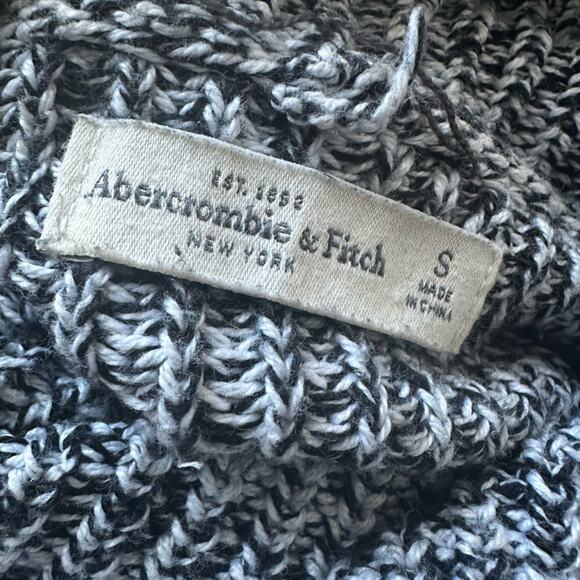 EST. 1892
Abercrombie & Fitch
NEW YORK
S
MADE
IN CHINA